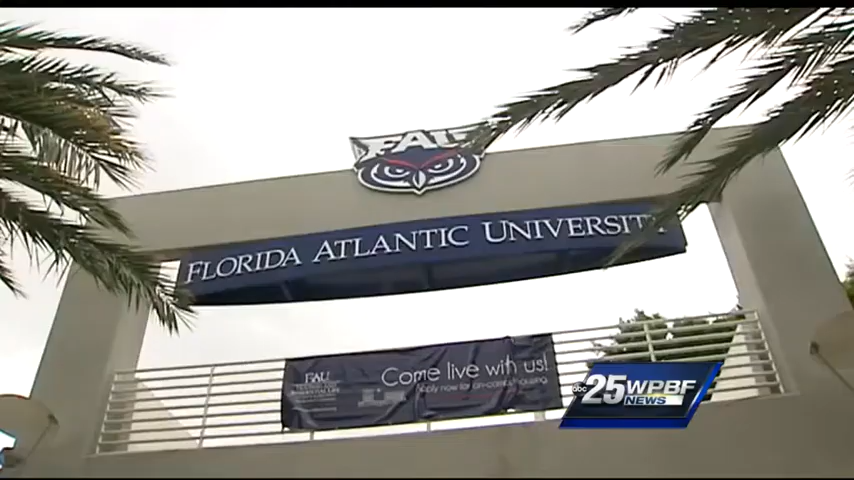 FAU
FLORIDA ATLANTIC UNIVERSITY
FAU
Come live with us!
Apply now for on-campus housing.
abc 25 WPBF
NEWS